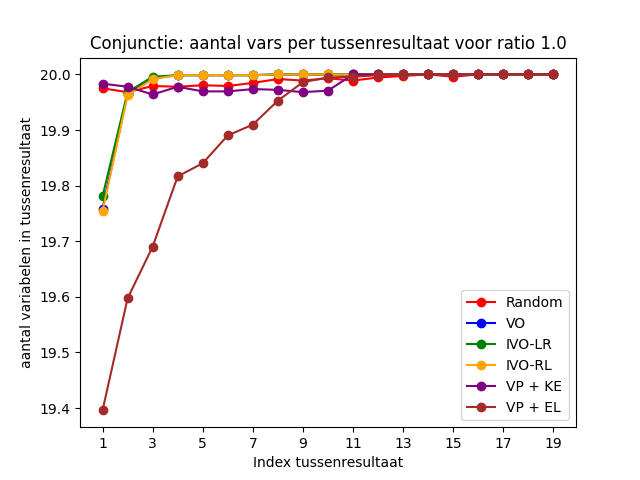 Conjunctie: aantal vars per tussenresultaat voor ratio 1.0
aantal variabelen in tussenresultaat
20.0
19.9
19.8
19.7
19.6
19.5
19.4
1 3 5 7 9 11 13 15 17 19
Index tussenresultaat
Random
VO
IVO-LR
IVO-RL
VP + KE
VP + EL